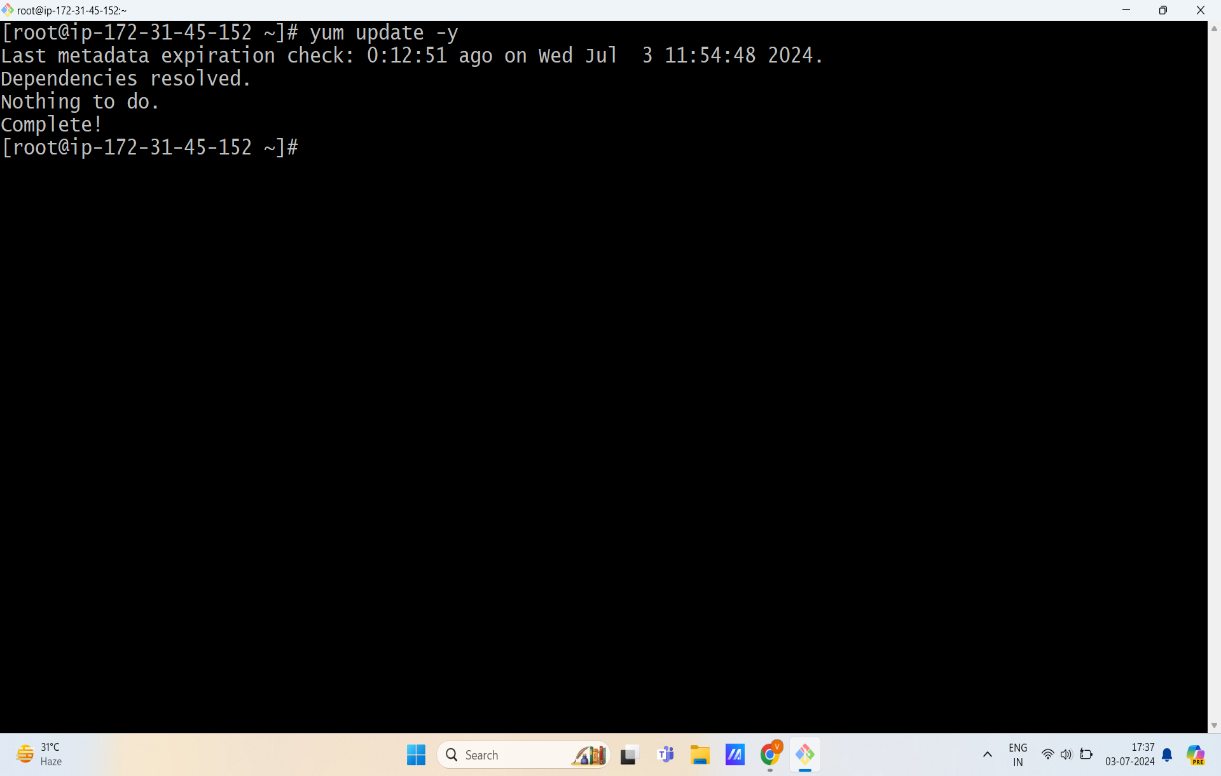 root@ip-172-31-45-152:~
[root@ip-172-31-45-152 ~]# yum update -y
Last metadata expiration check: 0:12:51 ago on Wed Jul  3 11:54:48 2024.
Dependencies resolved.
Nothing to do.
Complete!
[root@ip-172-31-45-152 ~]#
31°C
Haze
Search
V
ENG
IN
17:37
03-07-2024
PRE